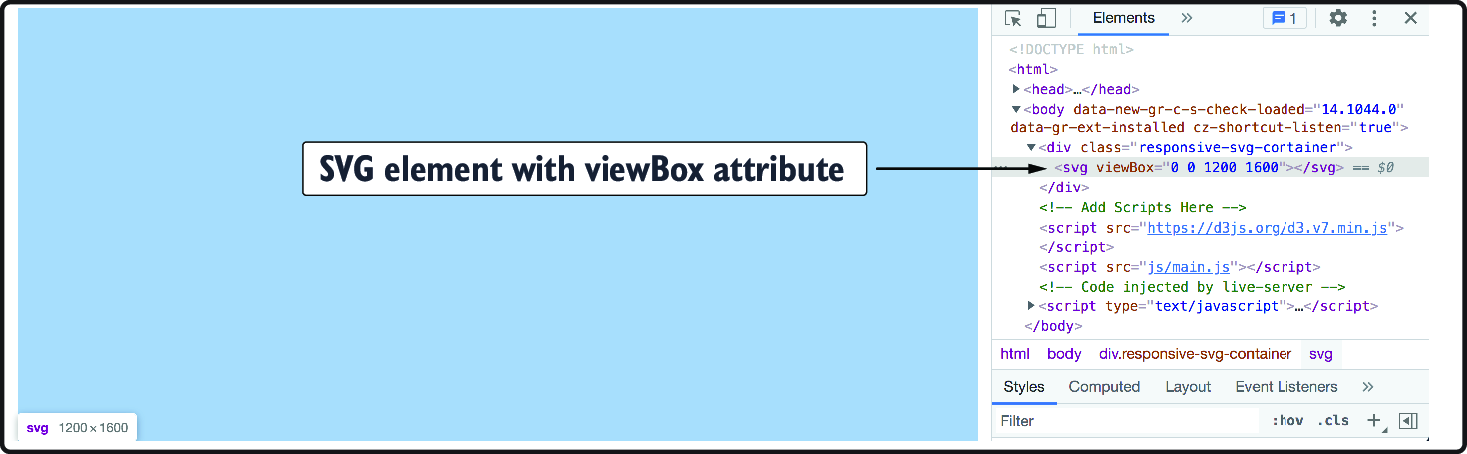 SVG element with viewBox attribute
svg 1200×1600
Elements » 1
<!DOCTYPE html>
<html>
▶<head>…</head>
▼<body data-new-gr-c-s-check-loaded="14.1044.0"
data-gr-ext-installed cz-shortcut-listen="true">
▼<div class="responsive-svg-container">
… <svg viewBox="0 0 1200 1600"></svg> == $0
</div>
<!-- Add Scripts Here -->
<script src="https://d3js.org/d3.v7.min.js">
</script>
<script src="js/main.js"></script>
<!-- Code injected by live-server -->
▶<script type="text/javascript">…</script>
</body>
html body div.responsive-svg-container svg
Styles Computed Layout Event Listeners »
Filter :hov .cls +